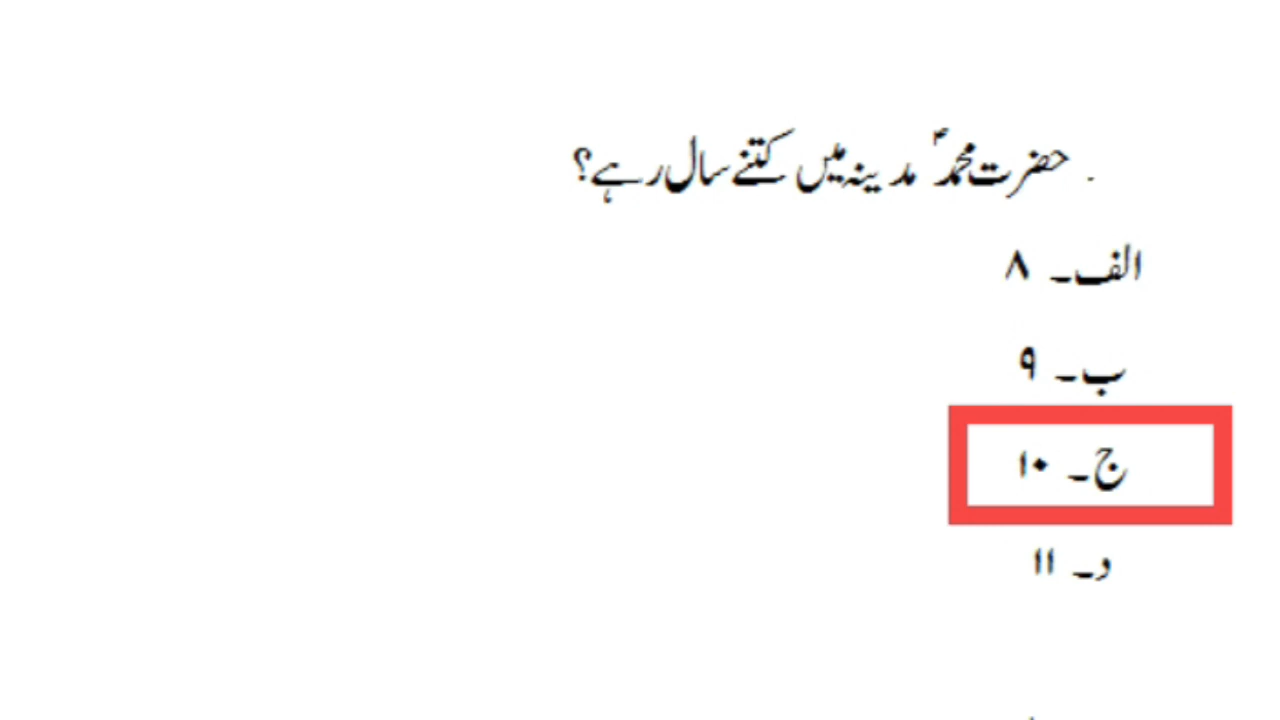 . حضرت محمدؐ مدینہ میں کتنے سال رہے؟
الف۔ ۸
ب۔ ۹
ج۔ ۱۰
د۔ ۱۱